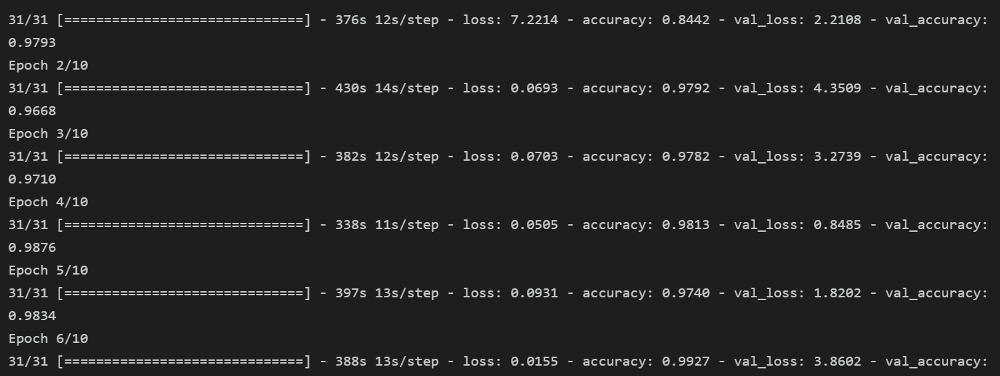 31/31 [==============================] - 376s 12s/step - loss: 7.2214 - accuracy: 0.8442 - val_loss: 2.2108 - val_accuracy:
0.9793
Epoch 2/10
31/31 [==============================] - 430s 14s/step - loss: 0.0693 - accuracy: 0.9792 - val_loss: 4.3509 - val_accuracy:
0.9668
Epoch 3/10
31/31 [==============================] - 382s 12s/step - loss: 0.0703 - accuracy: 0.9782 - val_loss: 3.2739 - val_accuracy:
0.9710
Epoch 4/10
31/31 [==============================] - 338s 11s/step - loss: 0.0505 - accuracy: 0.9813 - val_loss: 0.8485 - val_accuracy:
0.9876
Epoch 5/10
31/31 [==============================] - 397s 13s/step - loss: 0.0931 - accuracy: 0.9740 - val_loss: 1.8202 - val_accuracy:
0.9834
Epoch 6/10
31/31 [==============================] - 388s 13s/step - loss: 0.0155 - accuracy: 0.9927 - val_loss: 3.8602 - val_accuracy: